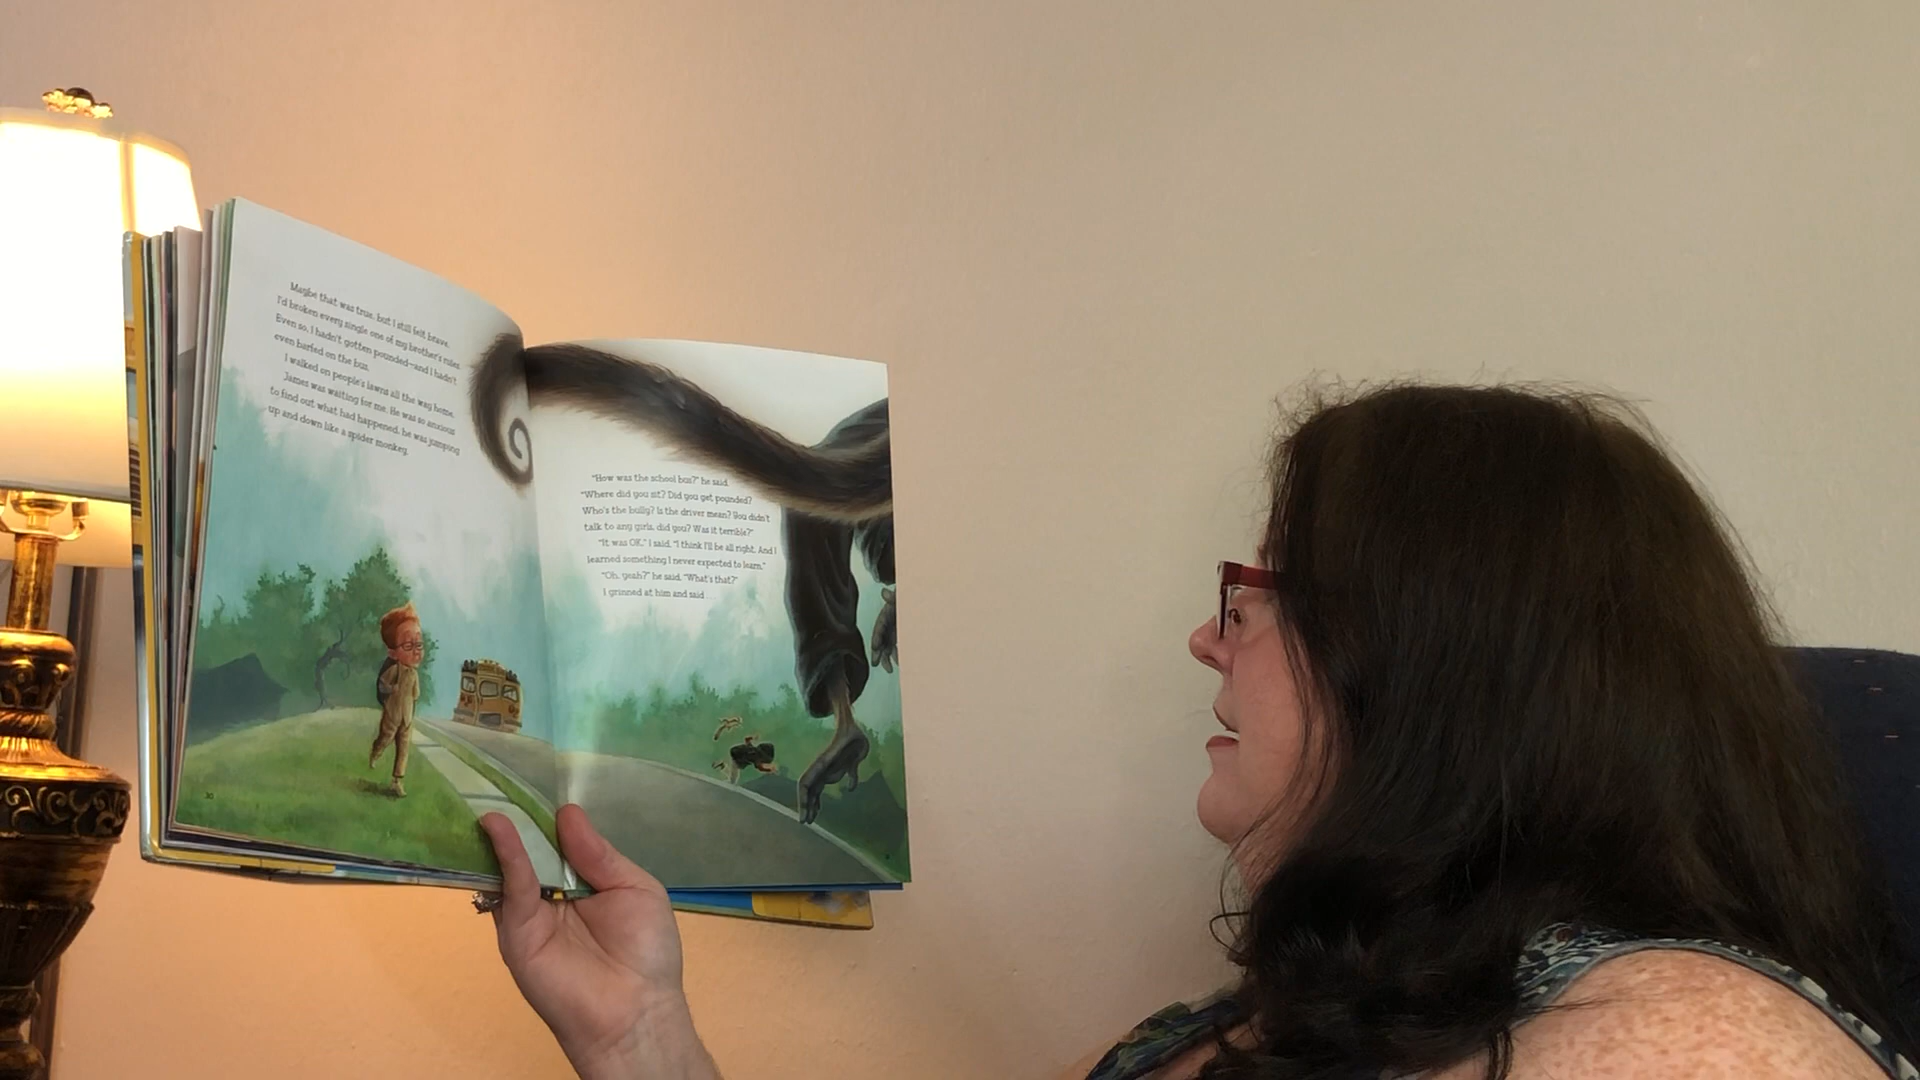 Maybe that was true, but I still felt brave.
I'd broken every single one of my brother's rules.
Even so, I hadn't gotten pounded—and I hadn't
even barfed on the bus.
I walked on people's lawns all the way home.
James was waiting for me. He was so anxious
to find out what had happened, he was jumping
up and down like a spider monkey.
30
"How was the school bus?" he said.
"Where did you sit? Did you get pounded?
Who's the bully? Is the driver mean? You didn't
talk to any girls, did you? Was it terrible?"
"It was OK," I said. "I think I'll be all right. And I
learned something I never expected to learn."
"Oh, yeah?" he said. "What's that?"
I grinned at him and said . . .